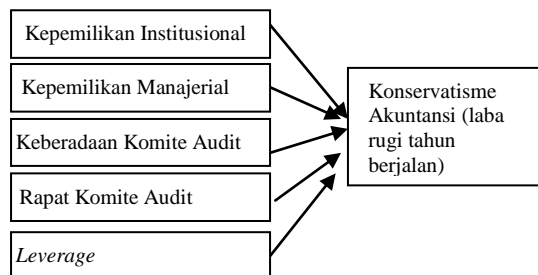 Kepemilikan Institusional
Kepemilikan Manajerial
Keberadaan Komite Audit
Rapat Komite Audit
Leverage
Konservatisme
Akuntansi (laba
rugi tahun
berjalan)